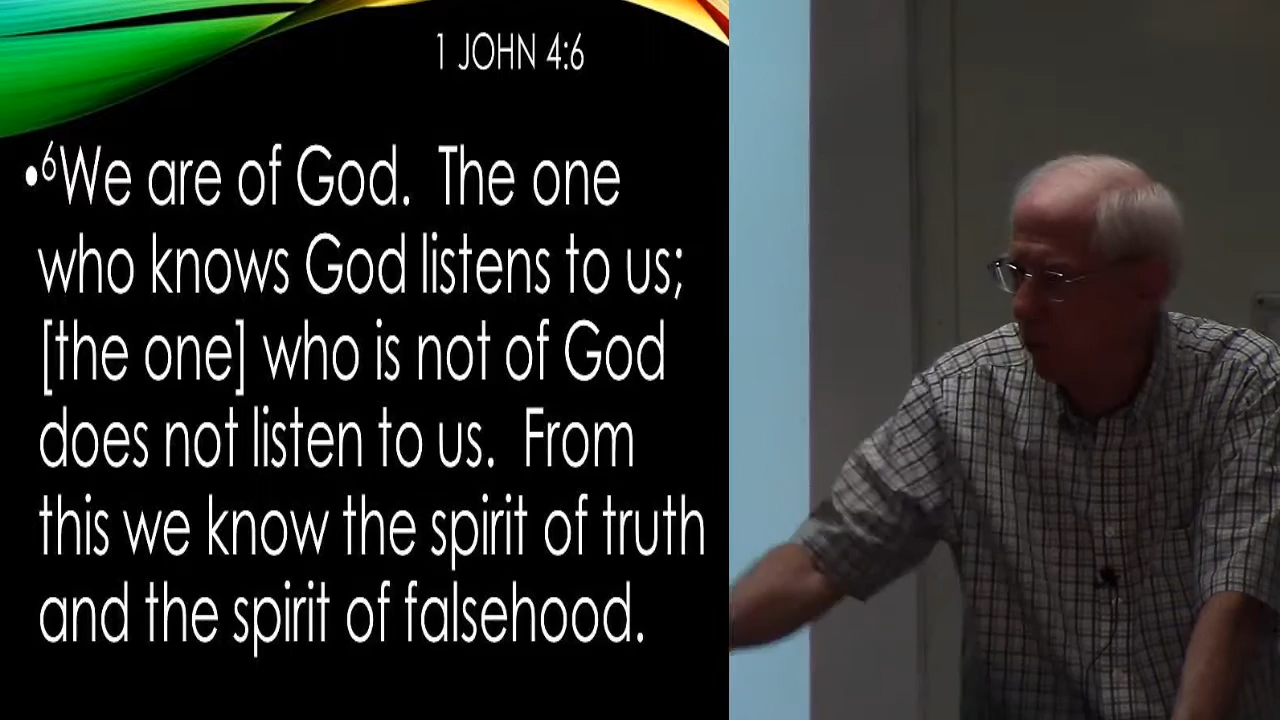 1 JOHN 4:6
•⁶We are of God.  The one
who knows God listens to us;
[the one] who is not of God
does not listen to us.  From
this we know the spirit of truth
and the spirit of falsehood.